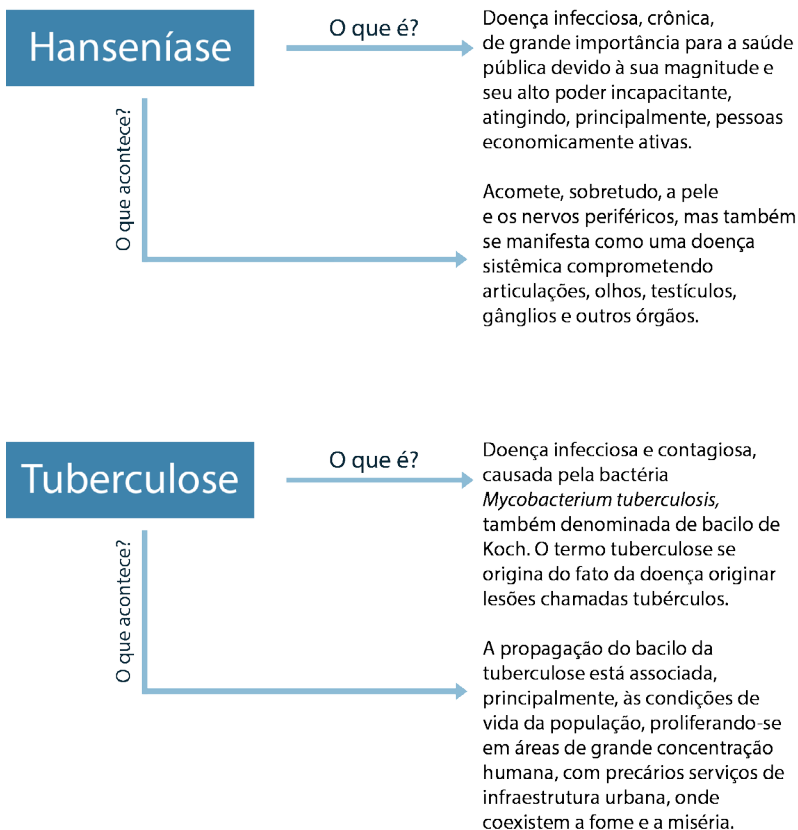 Hanseníase
O que é?
Doença infecciosa, crônica,
de grande importância para a saúde
pública devido à sua magnitude e
seu alto poder incapacitante,
atingindo, principalmente, pessoas
economicamente ativas.
O que acontece?
Acomete, sobretudo, a pele
e os nervos periféricos, mas também
se manifesta como uma doença
sistêmica comprometendo
articulações, olhos, testículos,
gânglios e outros órgãos.
Tuberculose
O que é?
Doença infecciosa e contagiosa,
causada pela bactéria
Mycobacterium tuberculosis,
também denominada de bacilo de
Koch. O termo tuberculose se
origina do fato da doença originar
lesões chamadas tubérculos.
O que acontece?
A propagação do bacilo da
tuberculose está associada,
principalmente, às condições de
vida da população, proliferando-se
em áreas de grande concentração
humana, com precários serviços de
infraestrutura urbana, onde
coexistem a fome e a miséria.